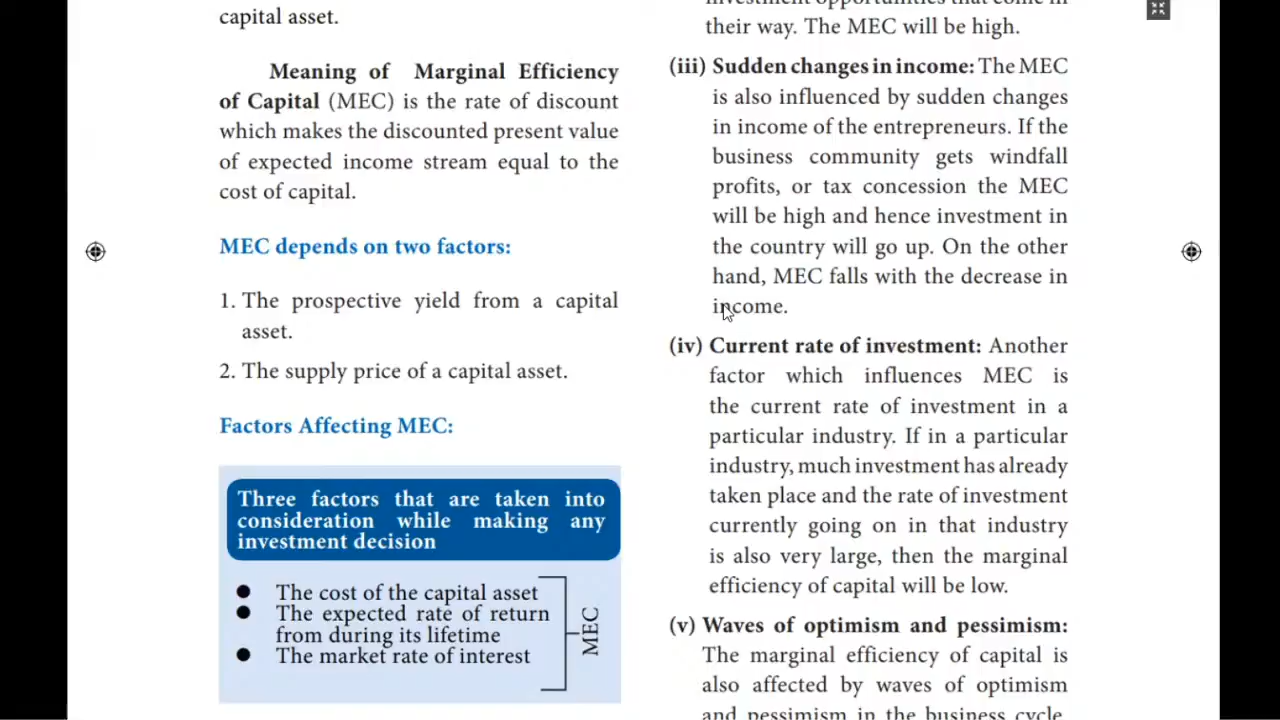 capital asset.
Meaning of Marginal Efficiency
of Capital (MEC) is the rate of discount
which makes the discounted present value
of expected income stream equal to the
cost of capital.
MEC depends on two factors:
1. The prospective yield from a capital
asset.
2. The supply price of a capital asset.
Factors Affecting MEC:
Three factors that are taken into
consideration while making any
investment decision
● The cost of the capital asset
● The expected rate of return
from during its lifetime
● The market rate of interest
MEC
investment opportunities that come in
their way. The MEC will be high.
(iii) Sudden changes in income: The MEC
is also influenced by sudden changes
in income of the entrepreneurs. If the
business community gets windfall
profits, or tax concession the MEC
will be high and hence investment in
the country will go up. On the other
hand, MEC falls with the decrease in
income.
(iv) Current rate of investment: Another
factor which influences MEC is
the current rate of investment in a
particular industry. If in a particular
industry, much investment has already
taken place and the rate of investment
currently going on in that industry
is also very large, then the marginal
efficiency of capital will be low.
(v) Waves of optimism and pessimism:
The marginal efficiency of capital is
also affected by waves of optimism
and pessimism in the business cycle.